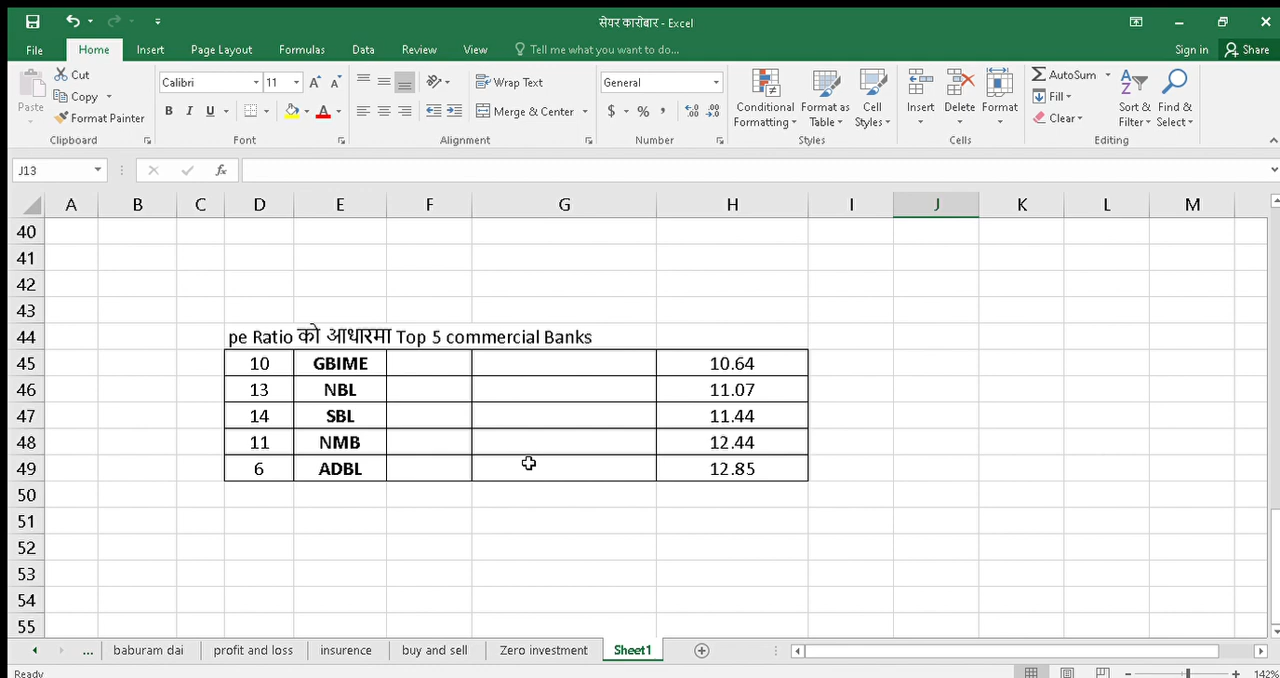 सेयर कारोबार - Excel
File Home Insert Page Layout Formulas Data Review View Tell me what you want to do... Sign in Share
Paste Cut Copy Format Painter Clipboard
Calibri 11 B I U Font
Wrap Text Merge & Center Alignment
General $ % , Number
Conditional Formatting Format as Table Cell Styles Styles
Insert Delete Format Cells
AutoSum Fill Clear Sort & Filter Find & Select Editing
J13 fx
A B C D E F G H I J K L M
40
41
42
43
44 pe Ratio को आधारमा Top 5 commercial Banks
45 10 GBIME 10.64
46 13 NBL 11.07
47 14 SBL 11.44
48 11 NMB 12.44
49 6 ADBL 12.85
50
51
52
53
54
55
... baburam dai profit and loss insurence buy and sell Zero investment Sheet1
Ready 142%